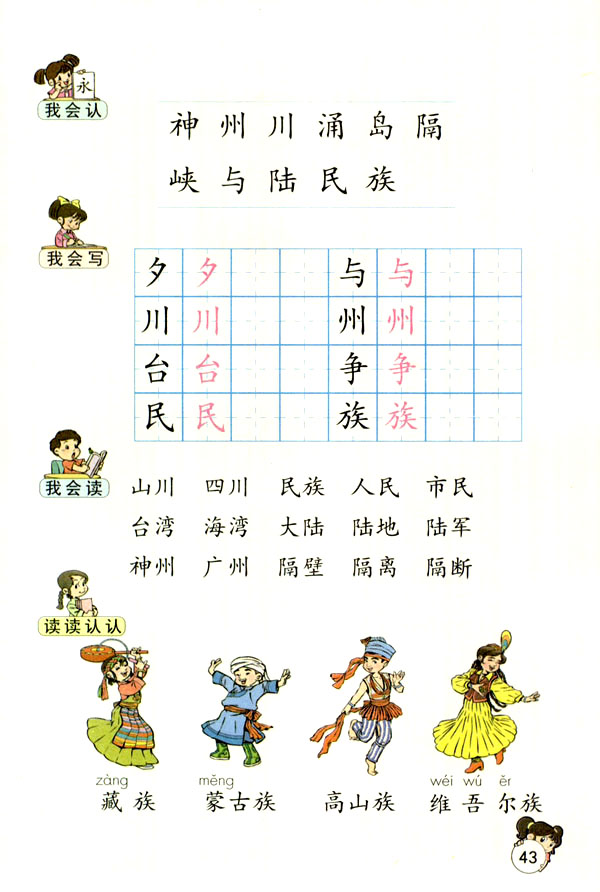 永
我会认
神 州 川 涌 岛 隔
峡 与 陆 民 族
我会写
夕 夕 与 与
川 川 州 州
台 台 争 争
民 民 族 族
我会读
山川 四川 民族 人民 市民
台湾 海湾 大陆 陆地 陆军
神州 广州 隔壁 隔离 隔断
读读认认
zàng měng wéi wú ěr
藏族 蒙古族 高山族 维吾尔族
43